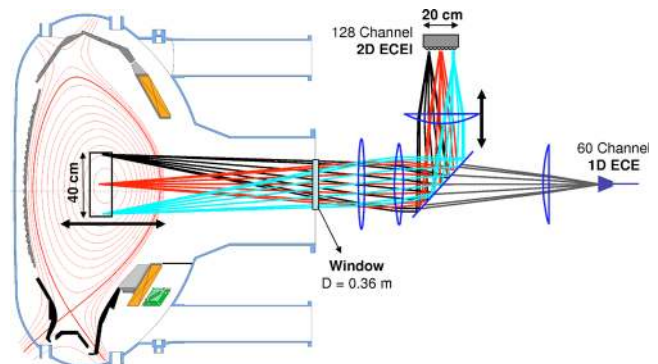 20 cm
128 Channel
2D ECEI
60 Channel
1D ECE
40 cm
Window
D = 0.36 m